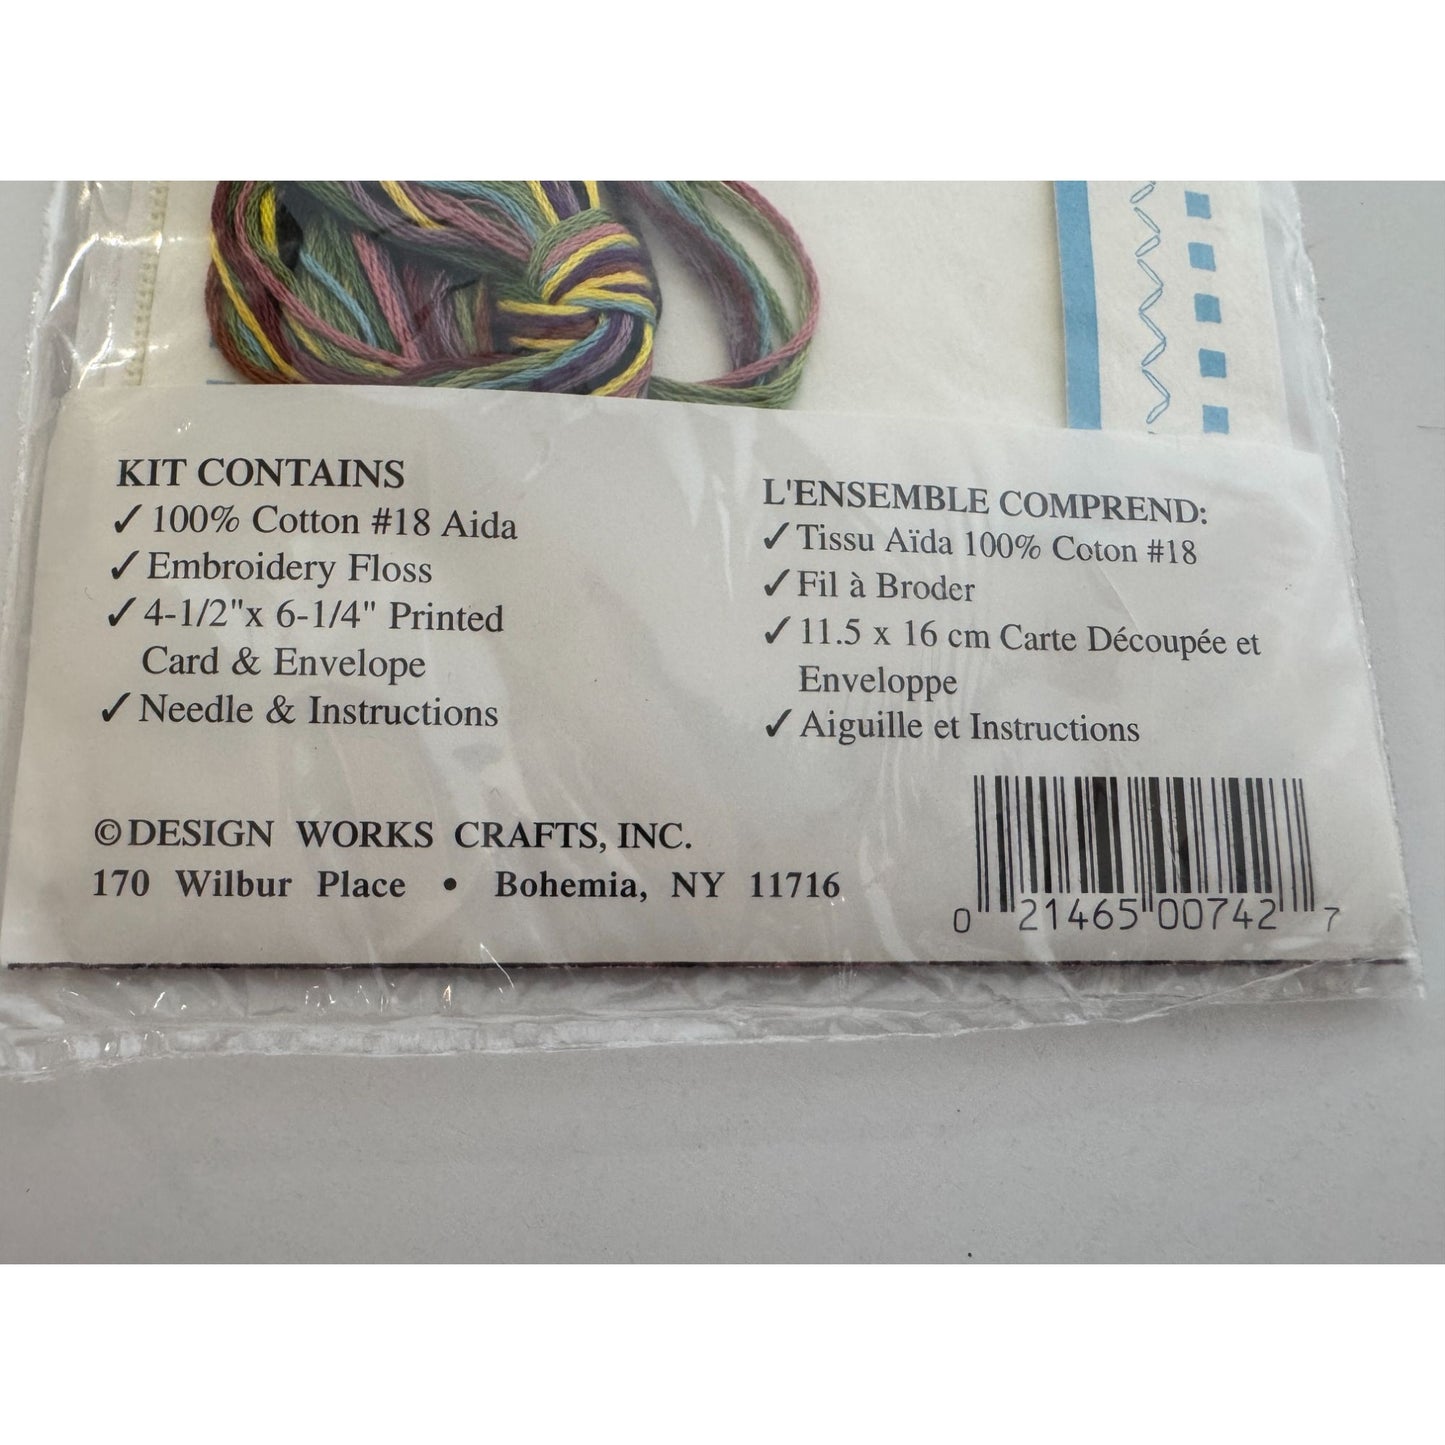 KIT CONTAINS
✓ 100% Cotton #18 Aida
✓ Embroidery Floss
✓ 4-1/2"x 6-1/4" Printed
Card & Envelope
✓ Needle & Instructions
L'ENSEMBLE COMPREND:
✓ Tissu Aïda 100% Coton #18
✓ Fil à Broder
✓ 11.5 x 16 cm Carte Découpée et
Enveloppe
✓ Aiguille et Instructions
©DESIGN WORKS CRAFTS, INC.
170 Wilbur Place • Bohemia, NY 11716
0 21465 00742 7